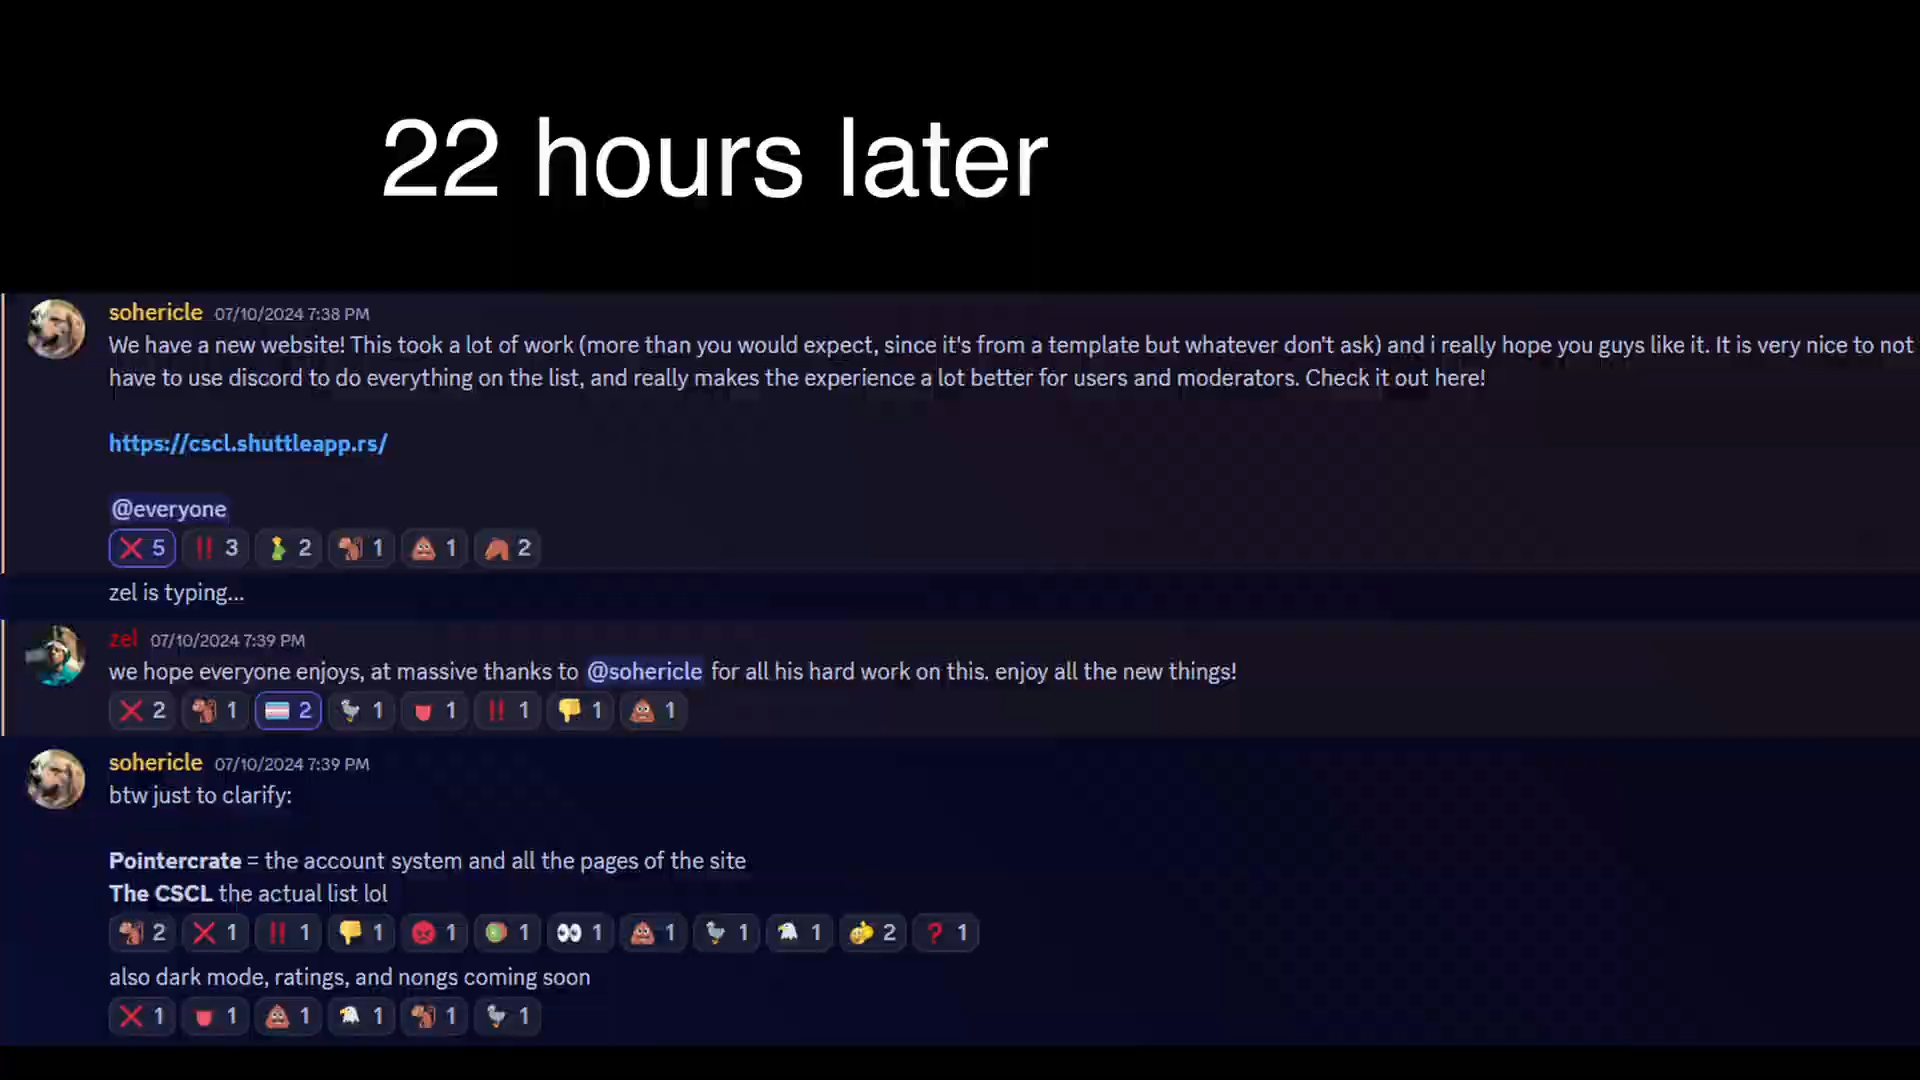 22 hours later
sohericle 07/10/2024 7:38 PM
We have a new website! This took a lot of work (more than you would expect, since it's from a template but whatever don't ask) and i really hope you guys like it. It is very nice to not
have to use discord to do everything on the list, and really makes the experience a lot better for users and moderators. Check it out here!
https://cscl.shuttleapp.rs/
@everyone
5 3 2 1 1 2
zel is typing...
zel 07/10/2024 7:39 PM
we hope everyone enjoys, at massive thanks to @sohericle for all his hard work on this. enjoy all the new things!
2 1 2 1 1 1 1 1
sohericle 07/10/2024 7:39 PM
btw just to clarify:
Pointercrate = the account system and all the pages of the site
The CSCL the actual list lol
2 1 1 1 1 1 1 1 1 1 2 1
also dark mode, ratings, and nongs coming soon
1 1 1 1 1 1